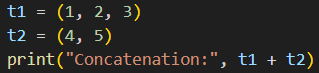 t1 = (1, 2, 3)
t2 = (4, 5)
print("Concatenation:", t1 + t2)